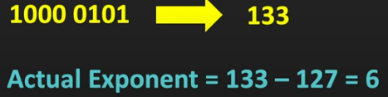 1000 0101 133
Actual Exponent = 133 – 127 = 6